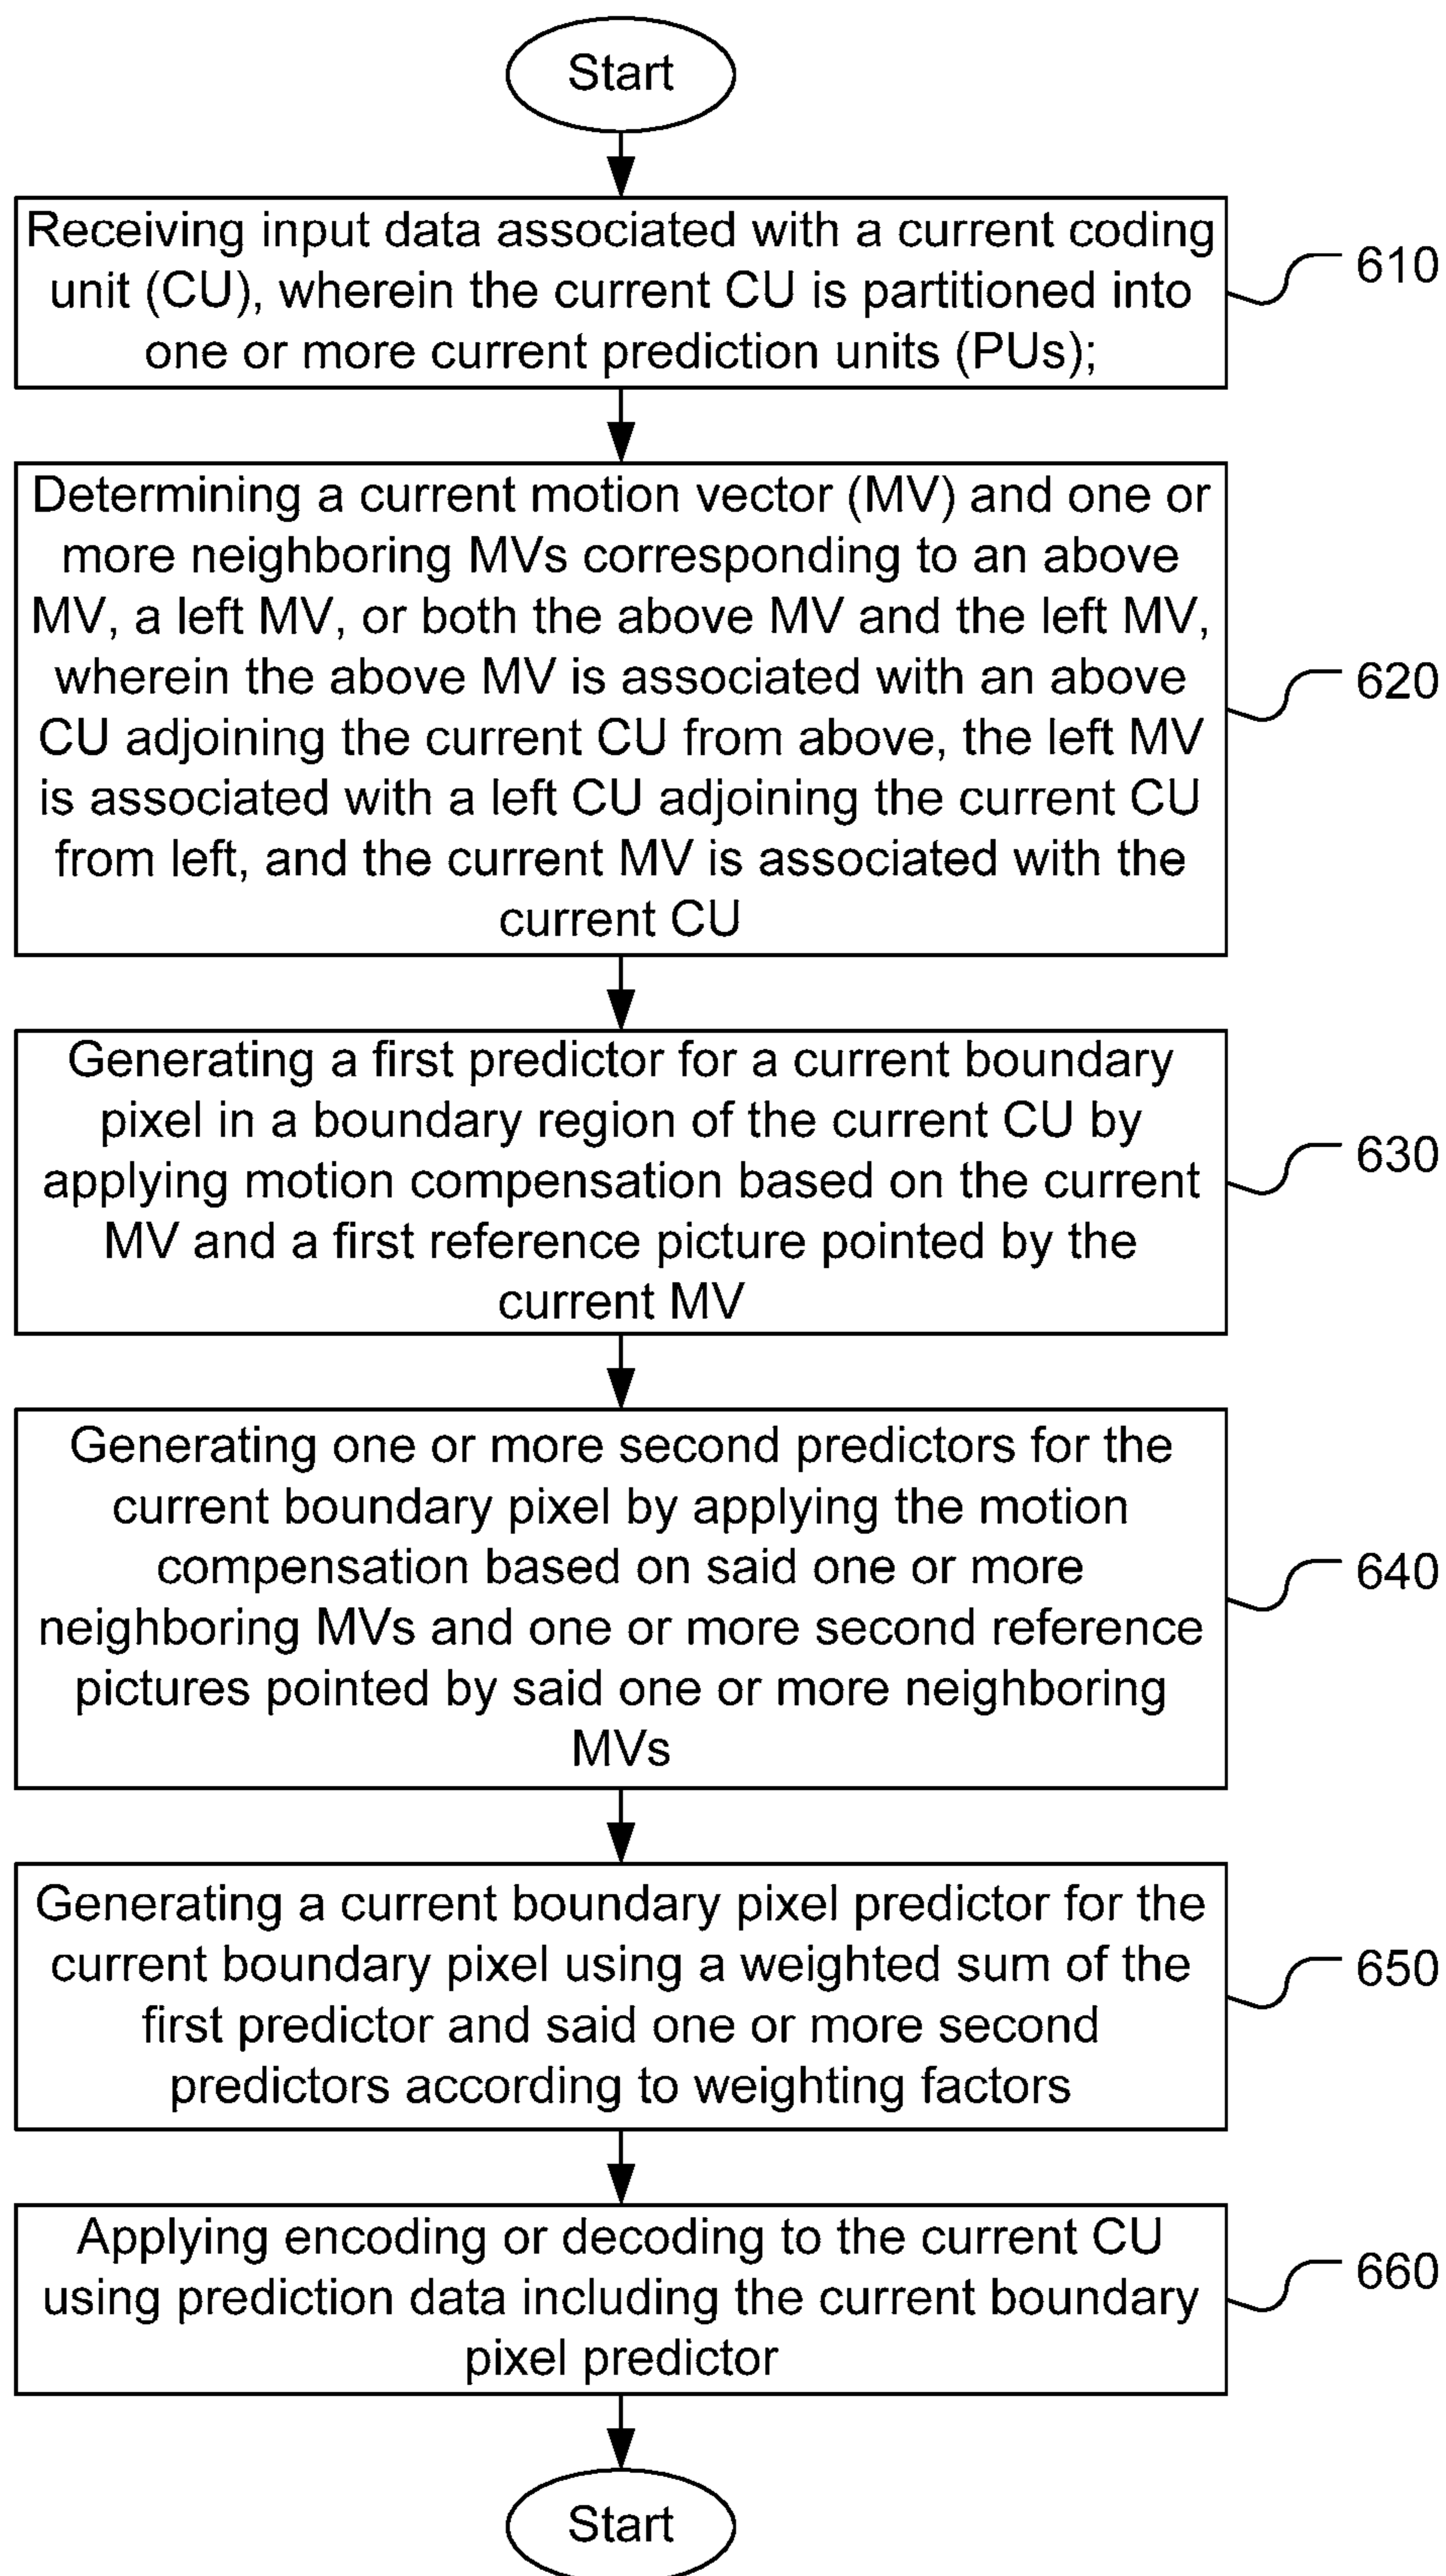 Start
Receiving input data associated with a current coding
unit (CU), wherein the current CU is partitioned into
one or more current prediction units (PUs);
610
Determining a current motion vector (MV) and one or
more neighboring MVs corresponding to an above
MV, a left MV, or both the above MV and the left MV,
wherein the above MV is associated with an above
CU adjoining the current CU from above, the left MV
is associated with a left CU adjoining the current CU
from left, and the current MV is associated with the
current CU
620
Generating a first predictor for a current boundary
pixel in a boundary region of the current CU by
applying motion compensation based on the current
MV and a first reference picture pointed by the
current MV
630
Generating one or more second predictors for the
current boundary pixel by applying the motion
compensation based on said one or more
neighboring MVs and one or more second reference
pictures pointed by said one or more neighboring
MVs
640
Generating a current boundary pixel predictor for the
current boundary pixel using a weighted sum of the
first predictor and said one or more second
predictors according to weighting factors
650
Applying encoding or decoding to the current CU
using prediction data including the current boundary
pixel predictor
660
Start